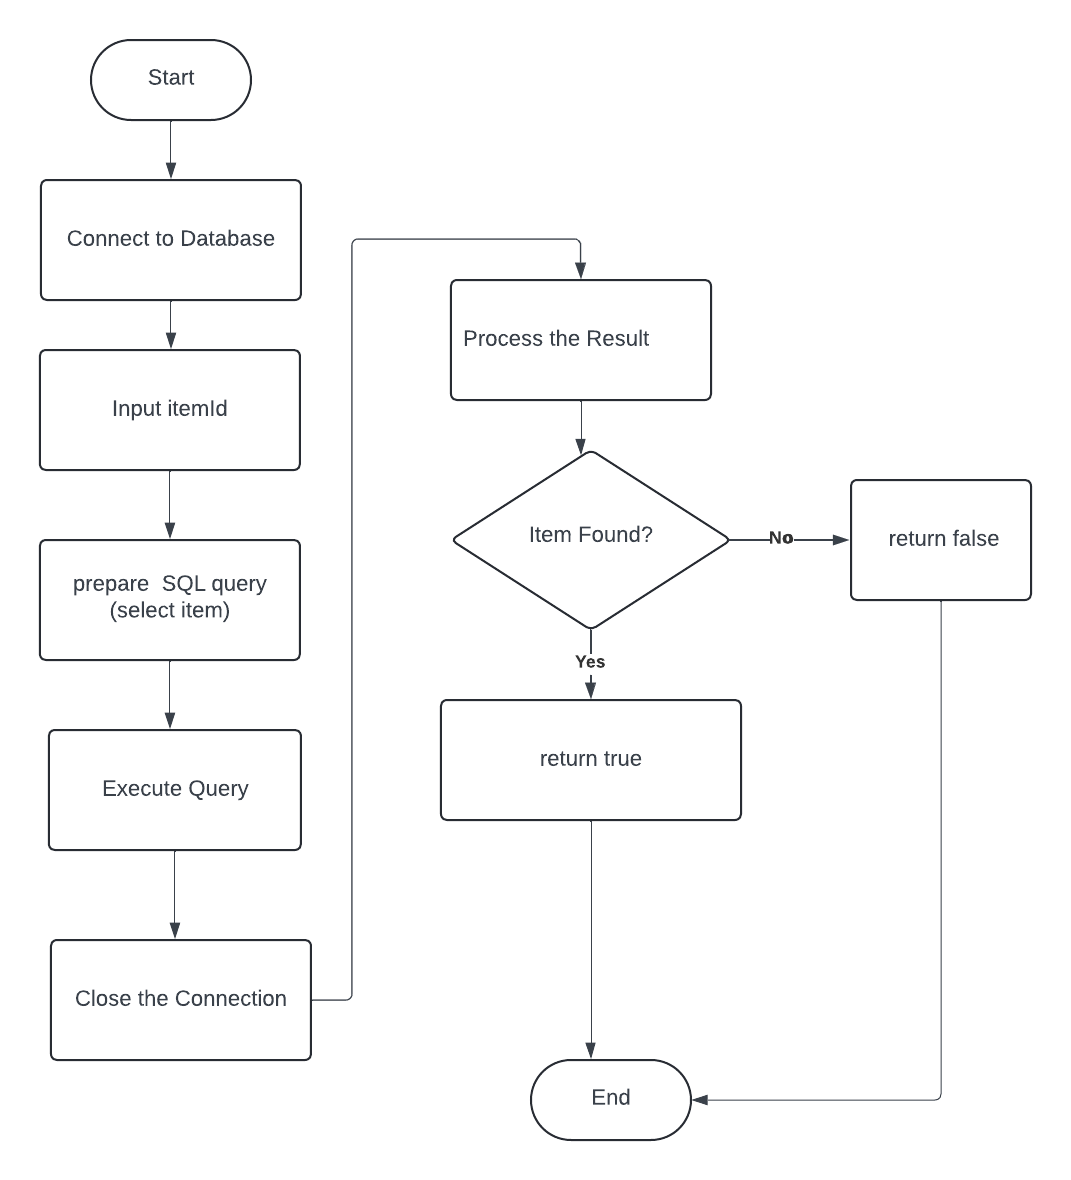 Start
Connect to Database
Input itemId
prepare  SQL query
(select item)
Execute Query
Close the Connection
Process the Result
Item Found?
No
return false
Yes
return true
End